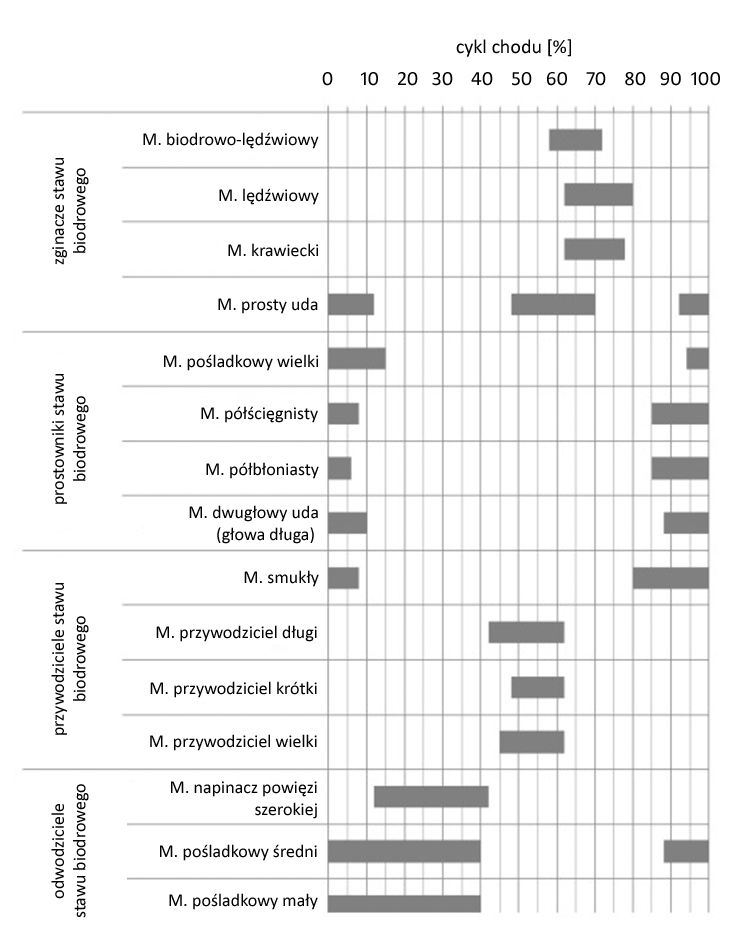 cykl chodu [%]
0 10 20 30 40 50 60 70 80 90 100
zginacze stawu
biodrowego
M. biodrowo-lędźwiowy
M. lędźwiowy
M. krawiecki
M. prosty uda
prostowniki stawu
biodrowego
M. pośladkowy wielki
M. półścięgnisty
M. półbłoniasty
M. dwugłowy uda
(głowa długa)
przywodziciele stawu
biodrowego
M. smukły
M. przywodziciel długi
M. przywodziciel krótki
M. przywodziciel wielki
odwodziciele
stawu biodrowego
M. napinacz powięzi
szerokiej
M. pośladkowy średni
M. pośladkowy mały